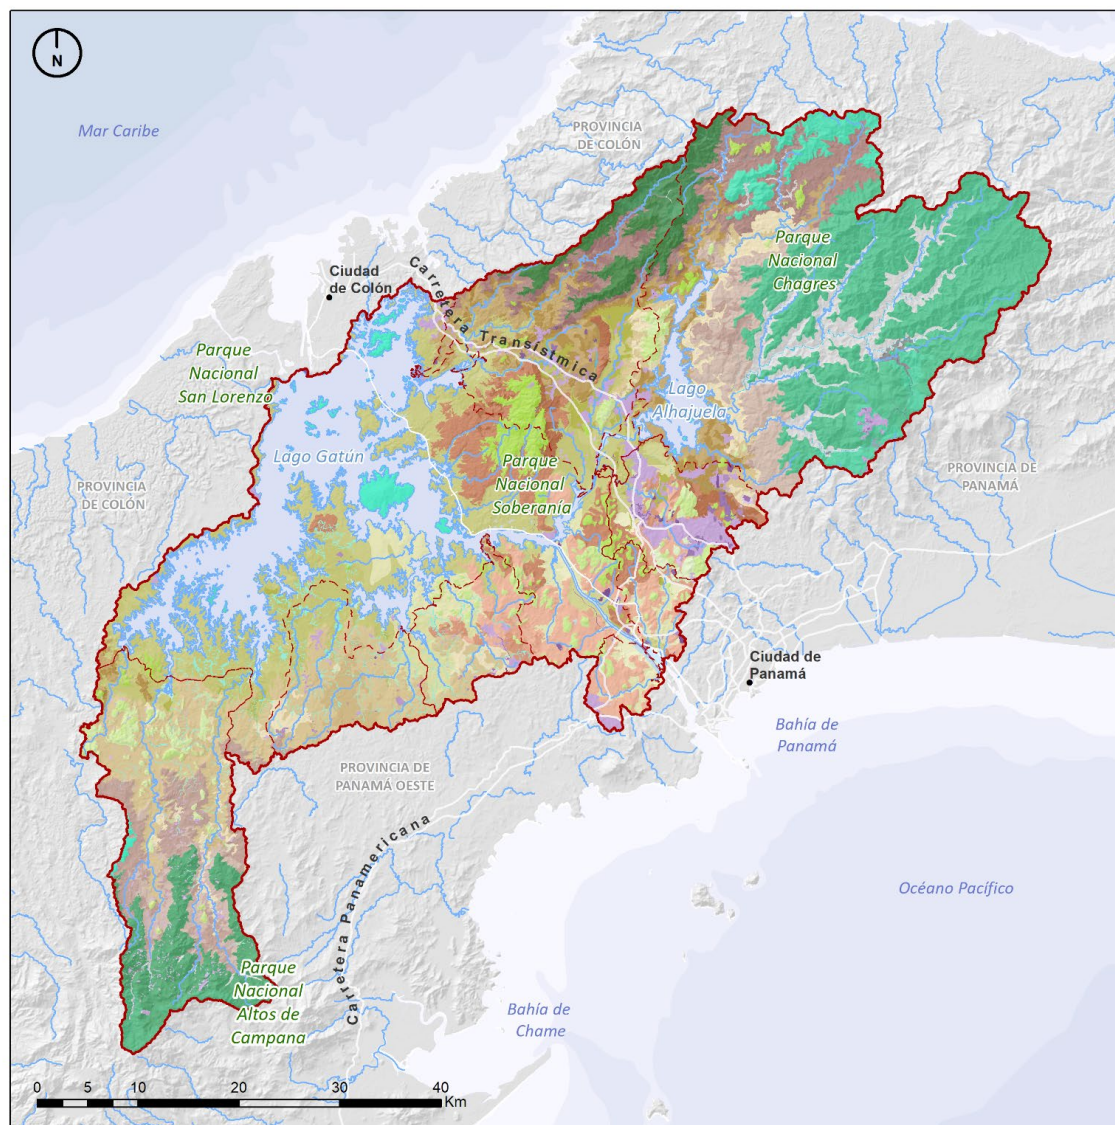 N
Mar Caribe
PROVINCIA
DE COLÓN
Parque
Nacional
Chagres
Ciudad
de Colón
Carretera Transístmica
Parque
Nacional
San Lorenzo
Lago
Alhajuela
Lago Gatún
Parque
Nacional
Soberanía
PROVINCIA DE
PANAMÁ
PROVINCIA
DE COLÓN
Ciudad de
Panamá
Bahía de
Panamá
PROVINCIA DE
PANAMÁ OESTE
Carretera Panamericana
Océano Pacífico
Parque
Nacional
Altos de
Campana
Bahía de
Chame
0 5 10 20 30 40
Km